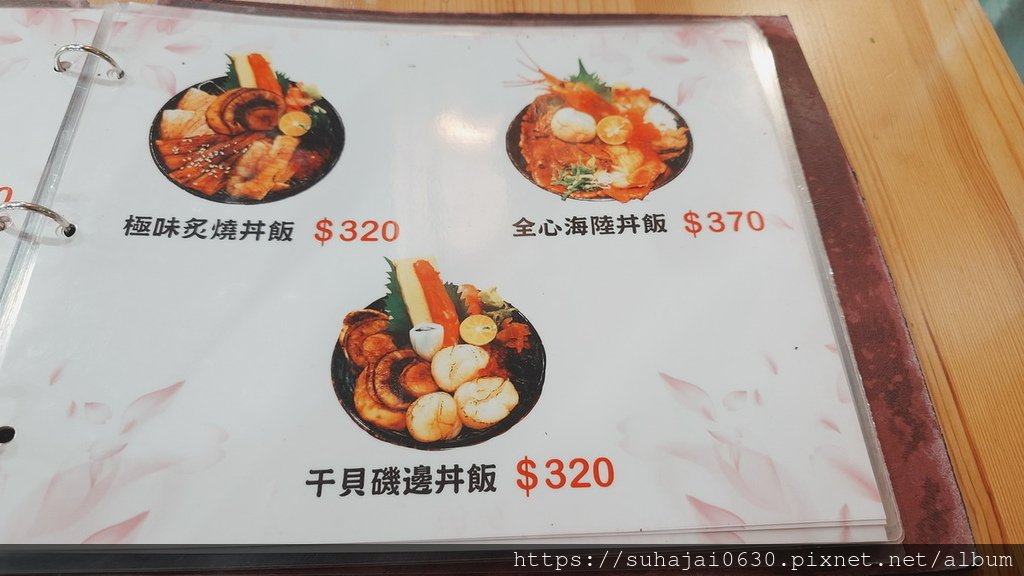 極味炙燒丼飯 $320
全心海陸丼飯 $370
干貝磯邊丼飯 $320
https://suhajai0630.pixnet.net/album